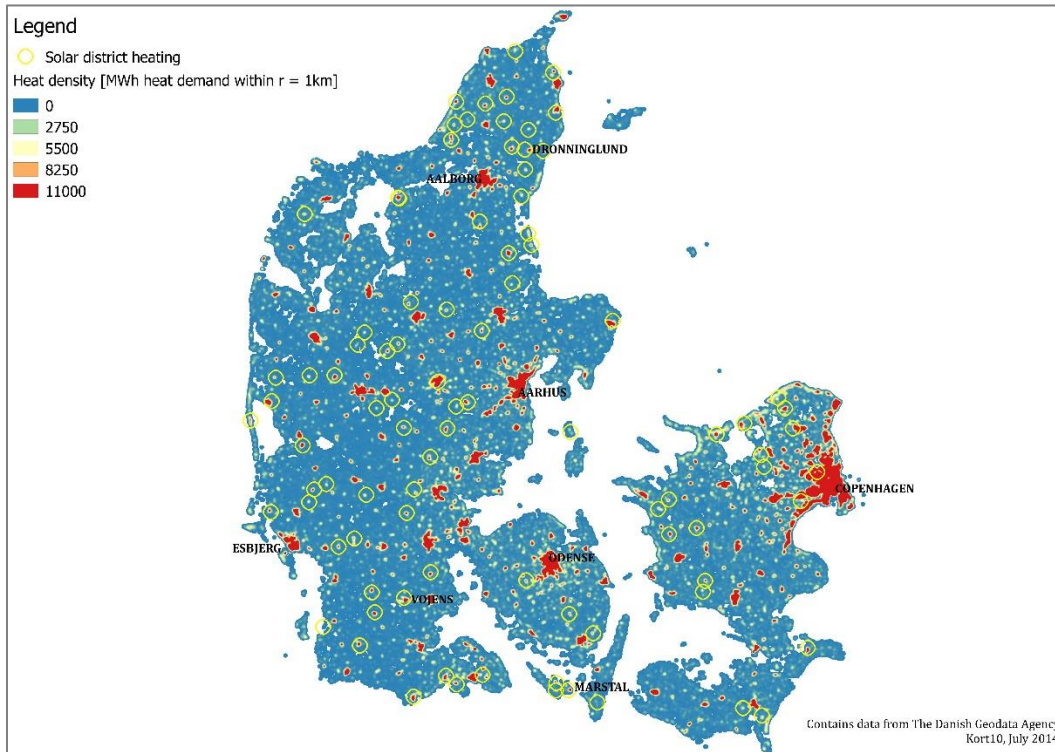 Legend
Solar district heating
Heat density [MWh heat demand within r = 1km]
0
2750
5500
8250
11000
DRONNINGLUND
AALBORG
AARHUS
COPENHAGEN
ESBJERG
ODENSE
VOJENS
MARSTAL
Contains data from The Danish Geodata Agency
Kort10, July 2014